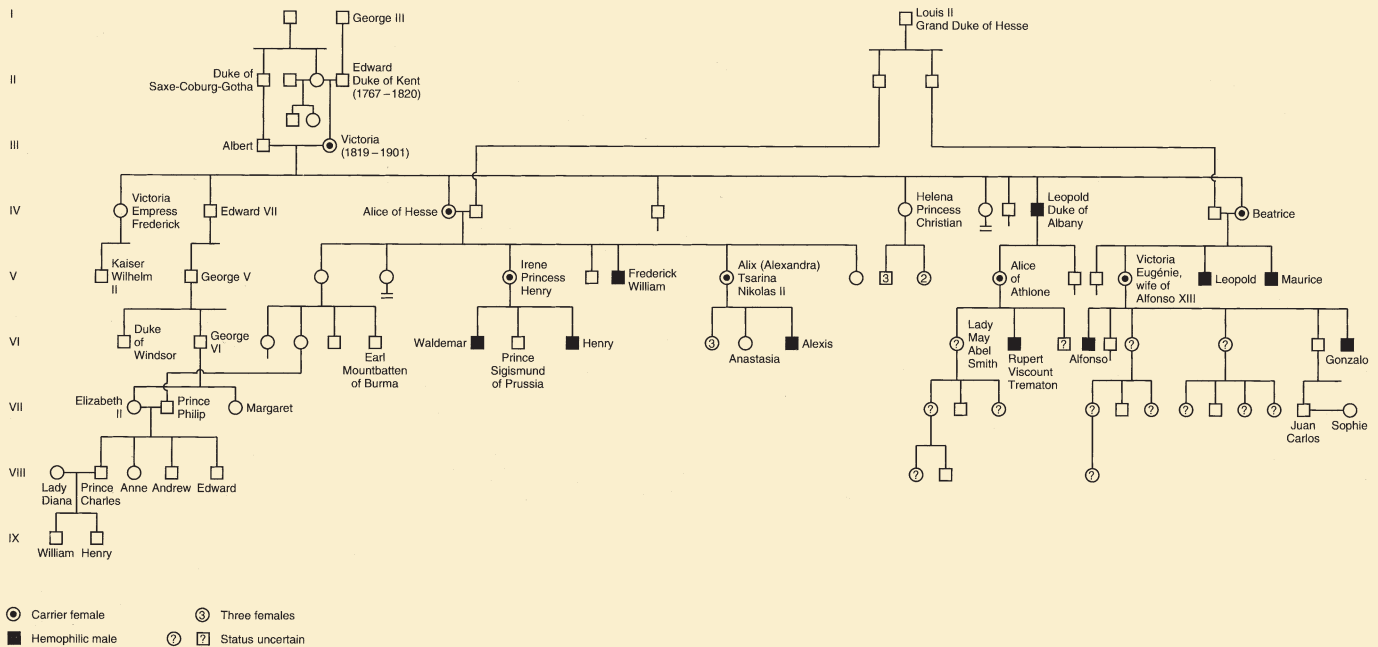 I
George III
Louis II
Grand Duke of Hesse
II
Duke of
Saxe-Coburg-Gotha
Edward
Duke of Kent
(1767–1820)
III
Albert
Victoria
(1819–1901)
IV
Victoria
Empress
Frederick
Edward VII
Alice of Hesse
Helena
Princess
Christian
Leopold
Duke of
Albany
Beatrice
V
Kaiser
Wilhelm
II
George V
Irene
Princess
Henry
Frederick
William
Alix (Alexandra)
Tsarina
Nikolas II
3
2
Alice
of
Athlone
Victoria
Eugénie,
wife of
Alfonso XIII
Leopold
Maurice
VI
Duke
of
Windsor
George
VI
Earl
Mountbatten
of Burma
Waldemar
Prince
Sigismund
of Prussia
Henry
3
Anastasia
Alexis
?
Lady
May
Abel
Smith
Rupert
Viscount
Trematon
?
Alfonso
?
?
Gonzalo
VII
Elizabeth
II
Prince
Philip
Margaret
?
?
?
?
?
?
?
Juan
Carlos
Sophie
VIII
Lady
Diana
Prince
Charles
Anne
Andrew
Edward
?
?
IX
William
Henry
Carrier female
3
Three females
Hemophilic male
?
?
Status uncertain